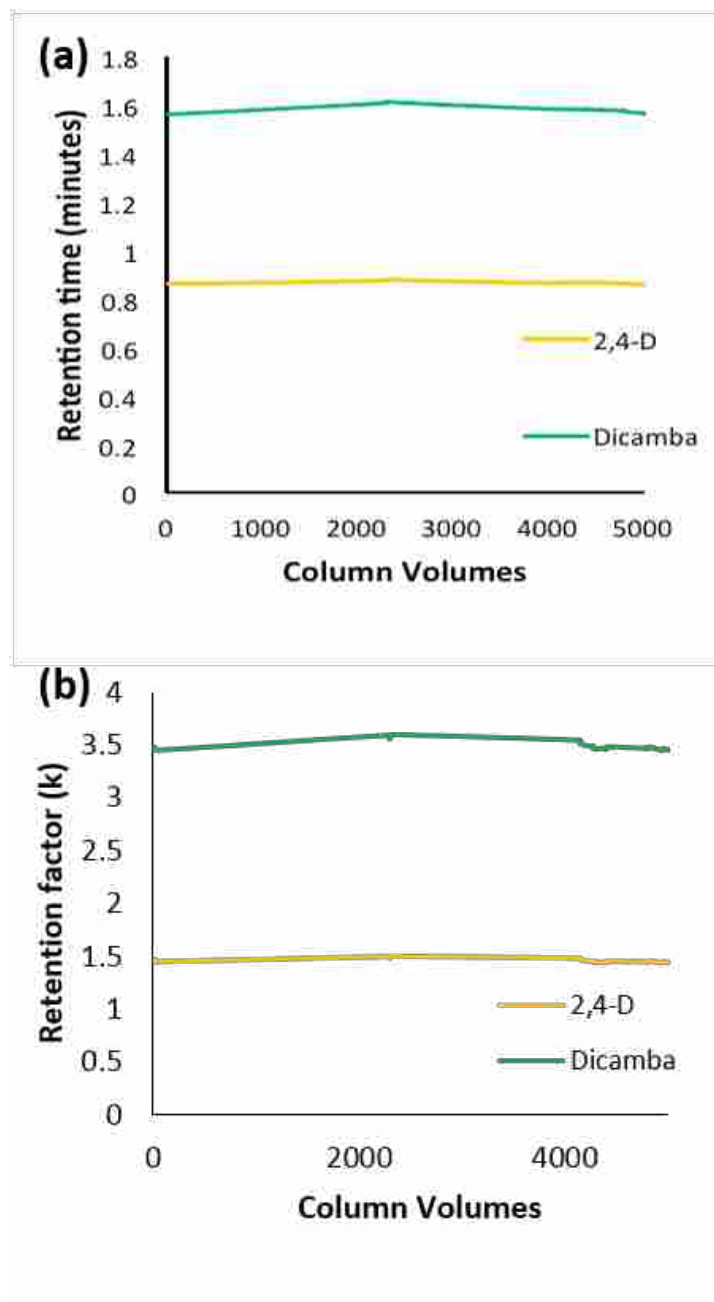 (a)
Retention time (minutes)
1.8
1.6
1.4
1.2
1
0.8
0.6
0.4
0.2
0
2,4-D
Dicamba
0 1000 2000 3000 4000 5000
Column Volumes
(b)
Retention factor (k)
4
3.5
3
2.5
2
1.5
1
0.5
0
2,4-D
Dicamba
0 2000 4000
Column Volumes